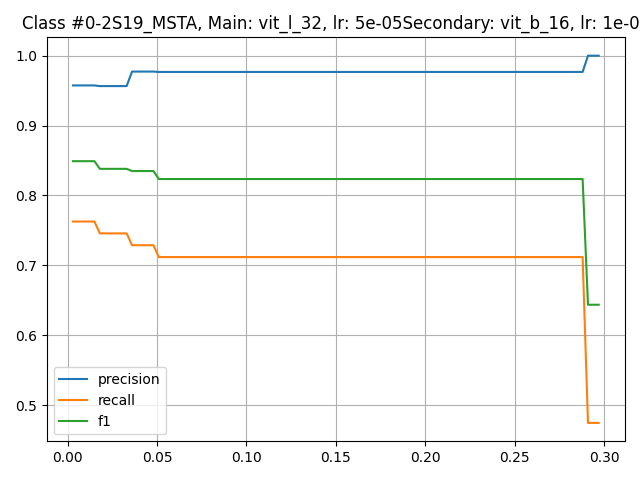 Class #0-2S19_MSTA, Main: vit_l_32, lr: 5e-05Secondary: vit_b_16, lr: 1e-0
1.0
0.9
0.8
0.7
0.6
0.5
precision
recall
f1
0.00 0.05 0.10 0.15 0.20 0.25 0.30